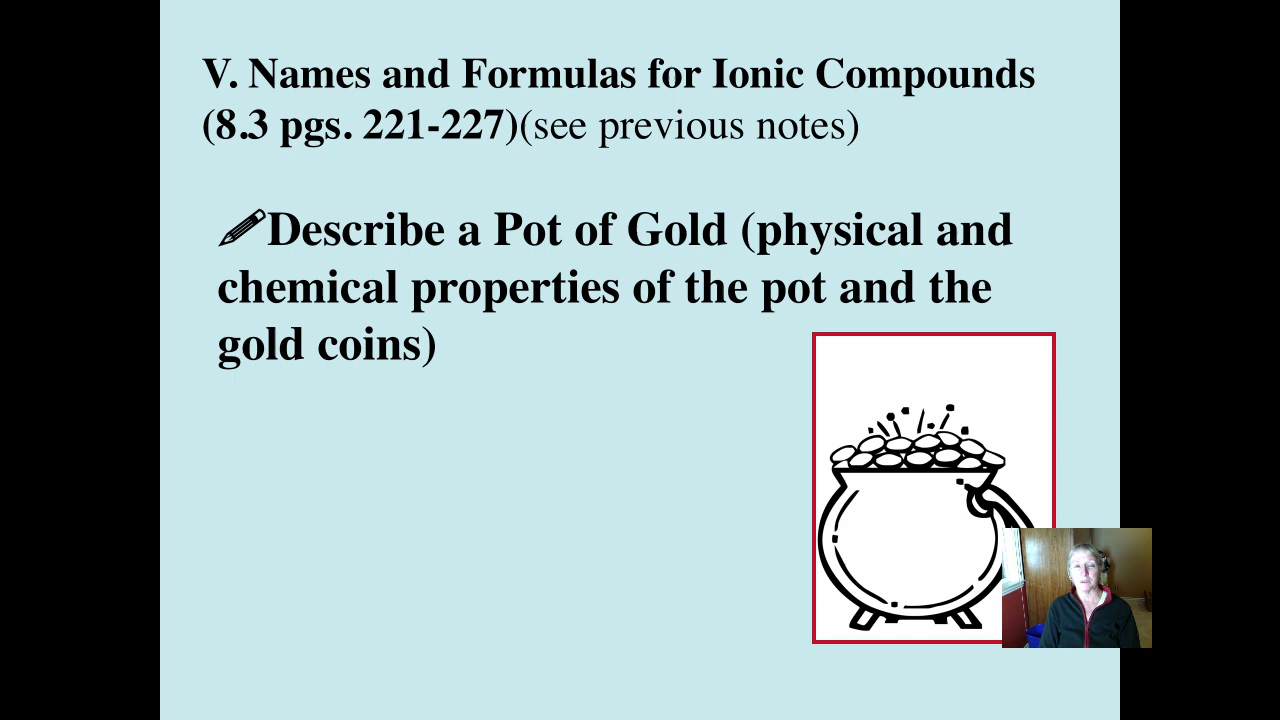 V. Names and Formulas for Ionic Compounds
(8.3 pgs. 221-227)(see previous notes)
Describe a Pot of Gold (physical and
chemical properties of the pot and the
gold coins)